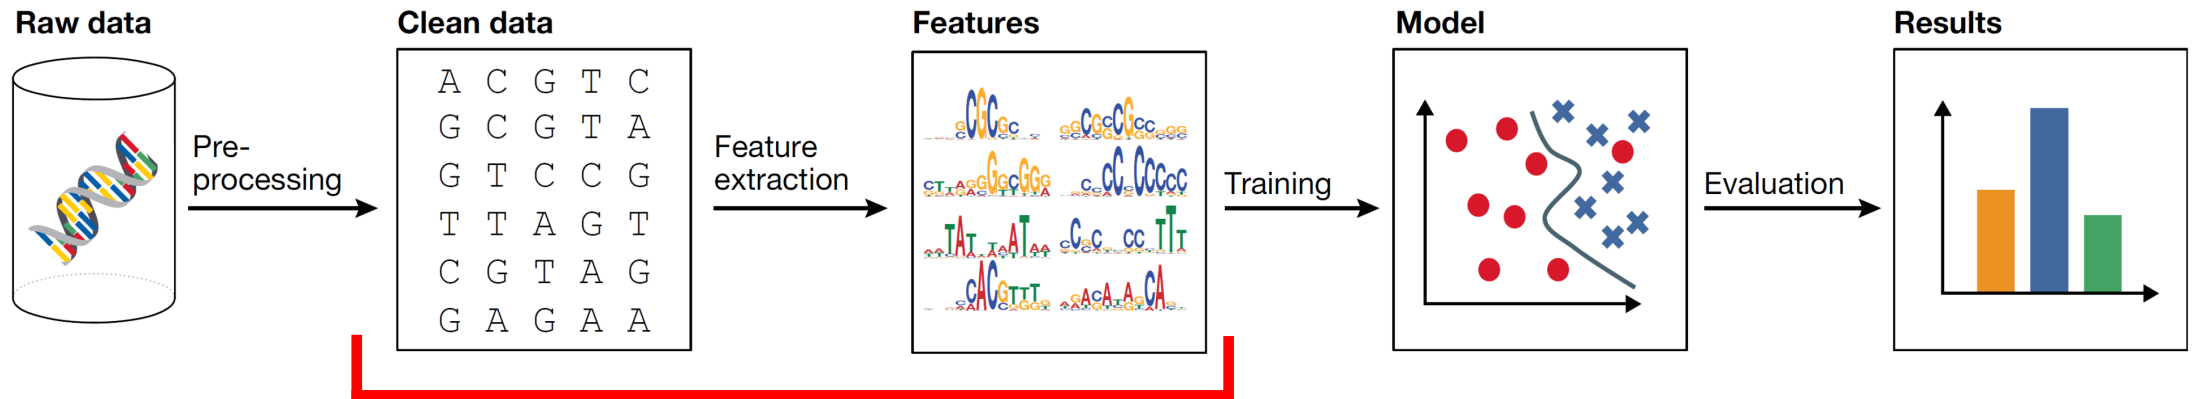 Raw data
Pre-
processing
Clean data
A C G T C
G C G T A
G T C C G
T T A G T
C G T A G
G A G A A
Feature
extraction
Features
Training
Model
Evaluation
Results